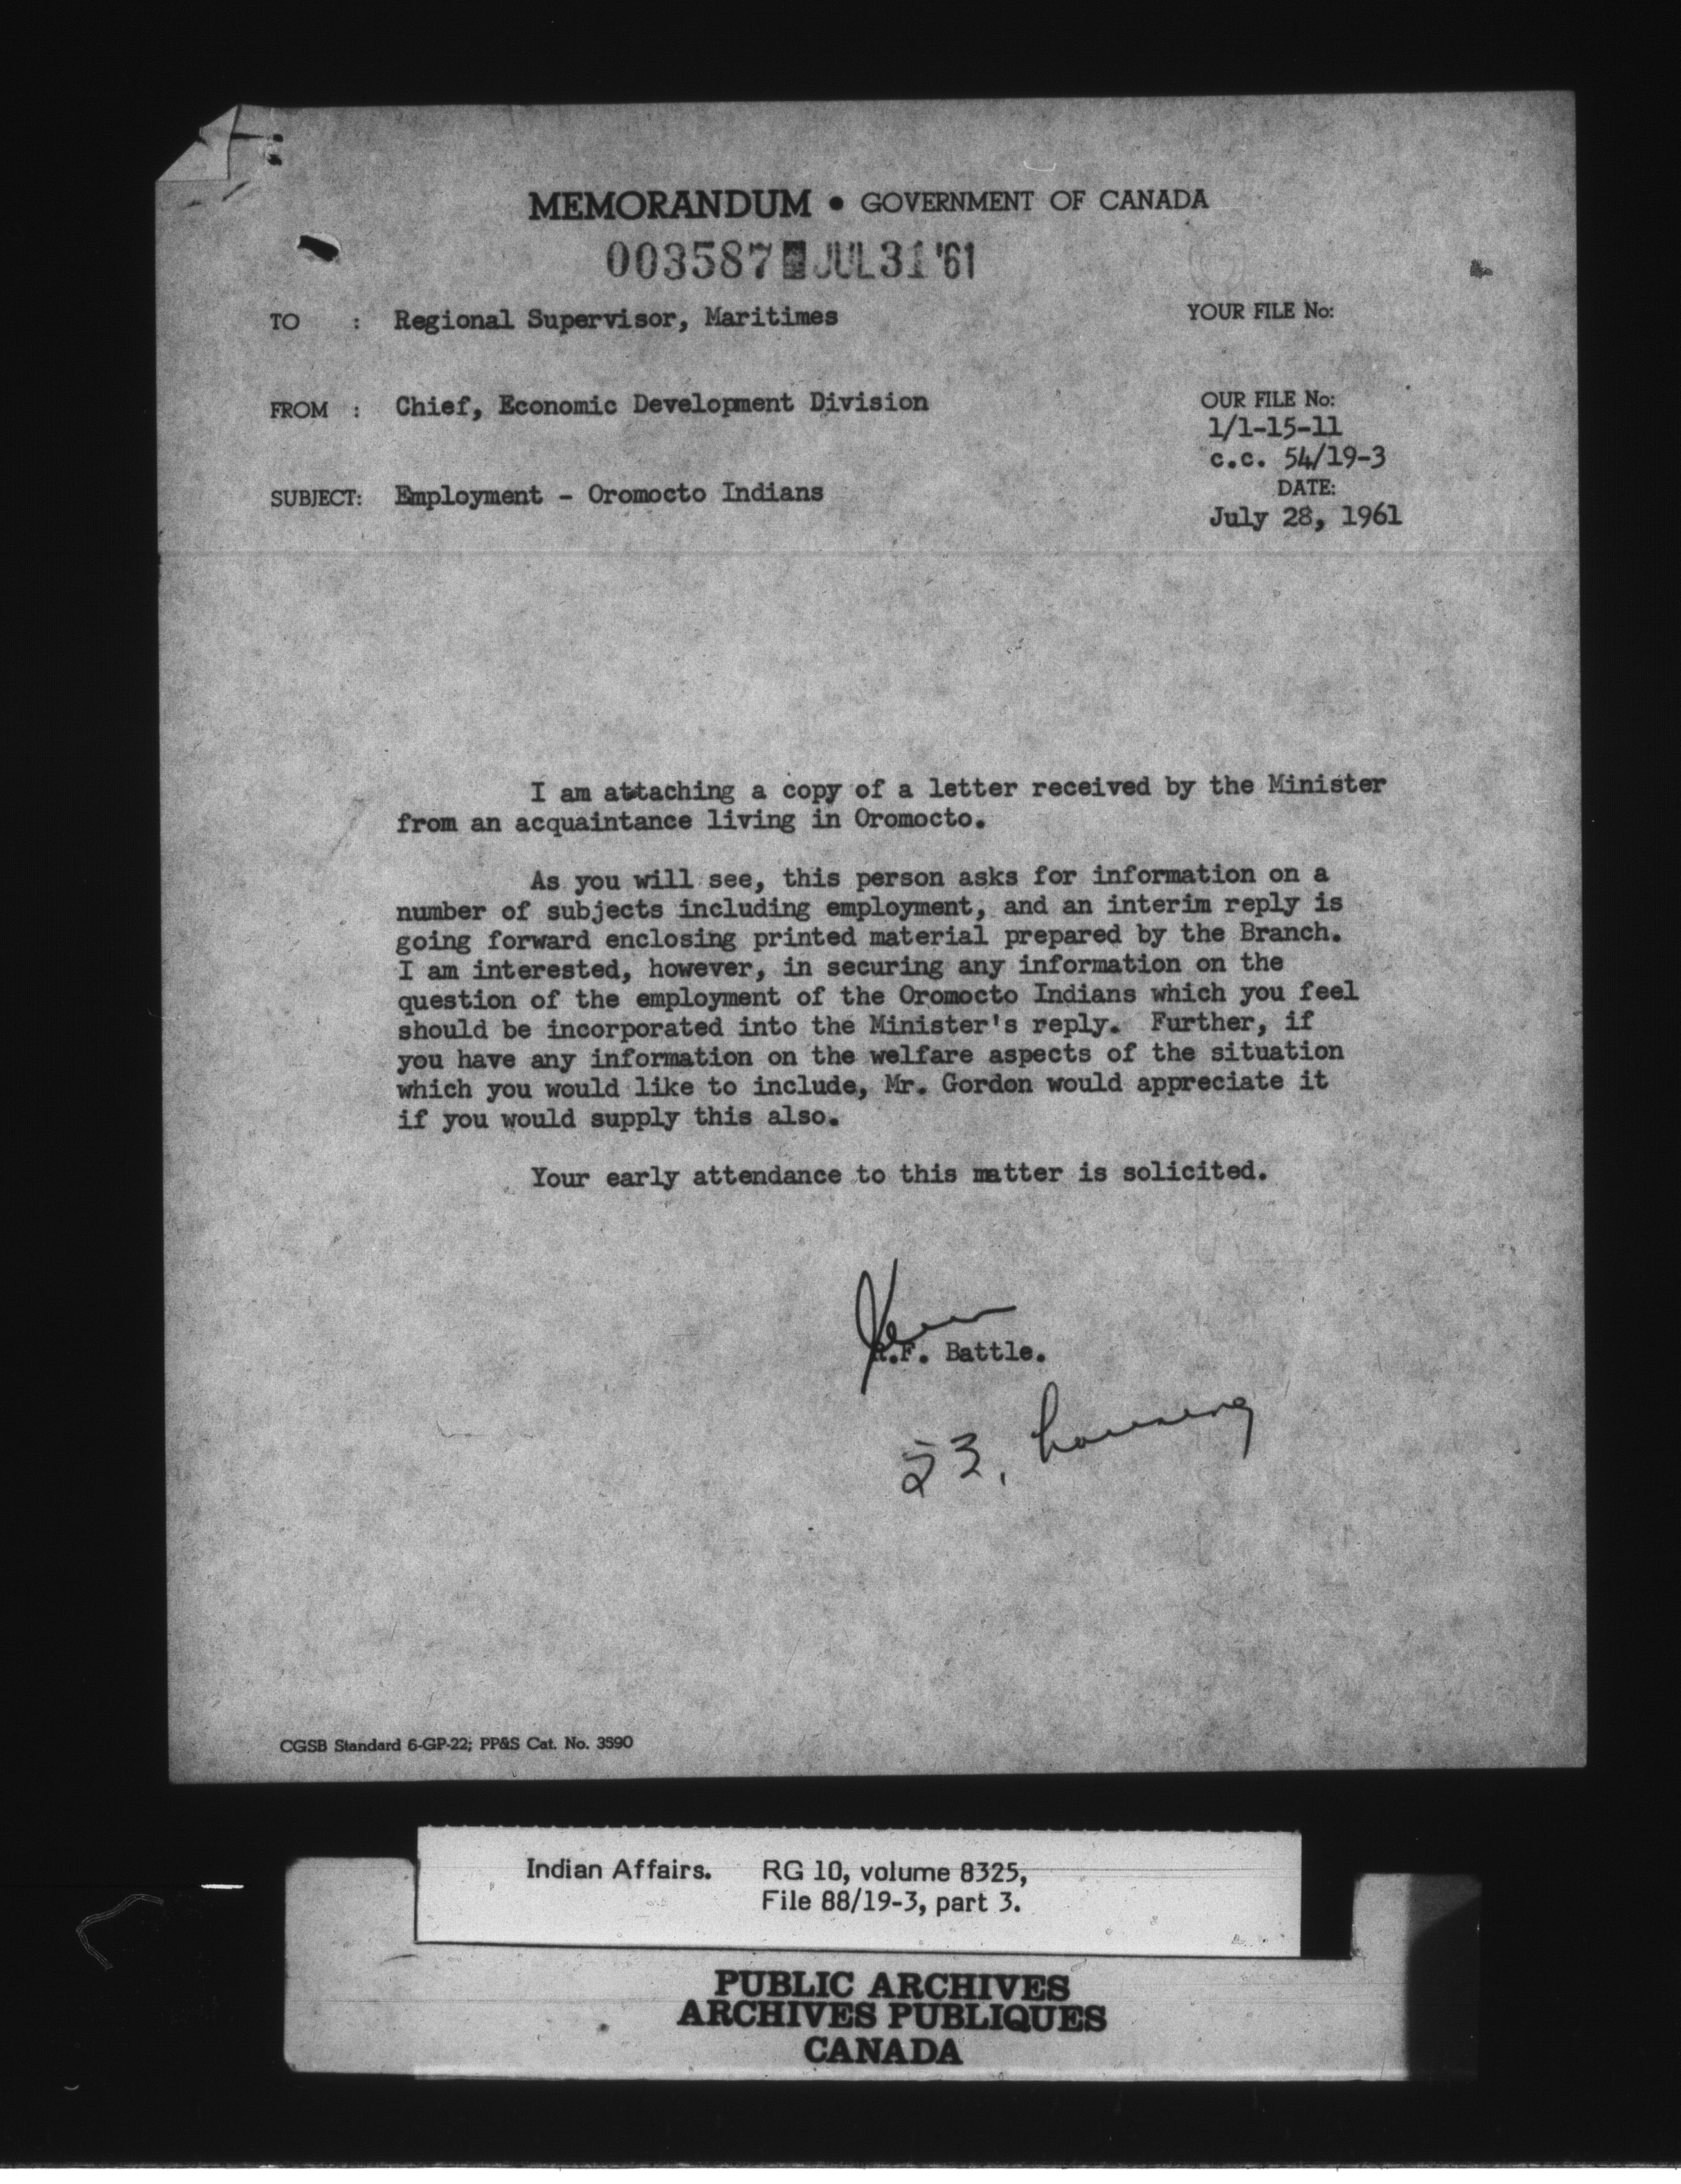 MEMORANDUM • GOVERNMENT OF CANADA
003587 JUL 31 '61
TO : Regional Supervisor, Maritimes
YOUR FILE No:
FROM : Chief, Economic Development Division
OUR FILE No:
1/1-15-11
c.c. 54/19-3
SUBJECT: Employment - Oromocto Indians
DATE:
July 28, 1961
I am attaching a copy of a letter received by the Minister
from an acquaintance living in Oromocto.
As you will see, this person asks for information on a
number of subjects including employment, and an interim reply is
going forward enclosing printed material prepared by the Branch.
I am interested, however, in securing any information on the
question of the employment of the Oromocto Indians which you feel
should be incorporated into the Minister's reply. Further, if
you have any information on the welfare aspects of the situation
which you would like to include, Mr. Gordon would appreciate it
if you would supply this also.
Your early attendance to this matter is solicited.
R.F. Battle.
53, housing
CGSB Standard 6-GP-22; PP&S Cat. No. 3590
Indian Affairs. RG 10, volume 8325,
File 88/19-3, part 3.
PUBLIC ARCHIVES
ARCHIVES PUBLIQUES
CANADA